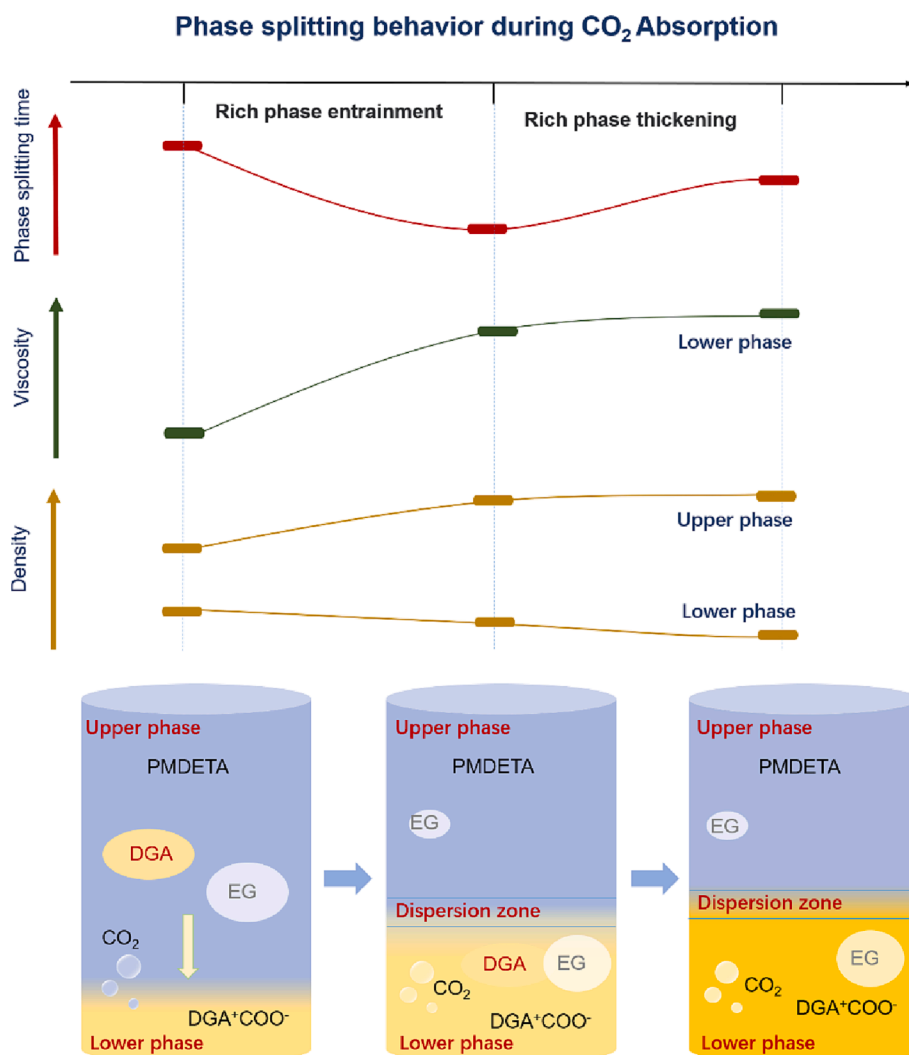 Phase splitting behavior during CO₂ Absorption
Rich phase entrainment
Rich phase thickening
Phase splitting time
Viscosity
Lower phase
Density
Upper phase
Lower phase
Upper phase
PMDETA
DGA
EG
CO₂
DGA⁺COO⁻
Lower phase
Upper phase
PMDETA
EG
Dispersion zone
DGA
EG
CO₂
DGA⁺COO⁻
Lower phase
Upper phase
PMDETA
EG
Dispersion zone
EG
CO₂
DGA⁺COO⁻
Lower phase